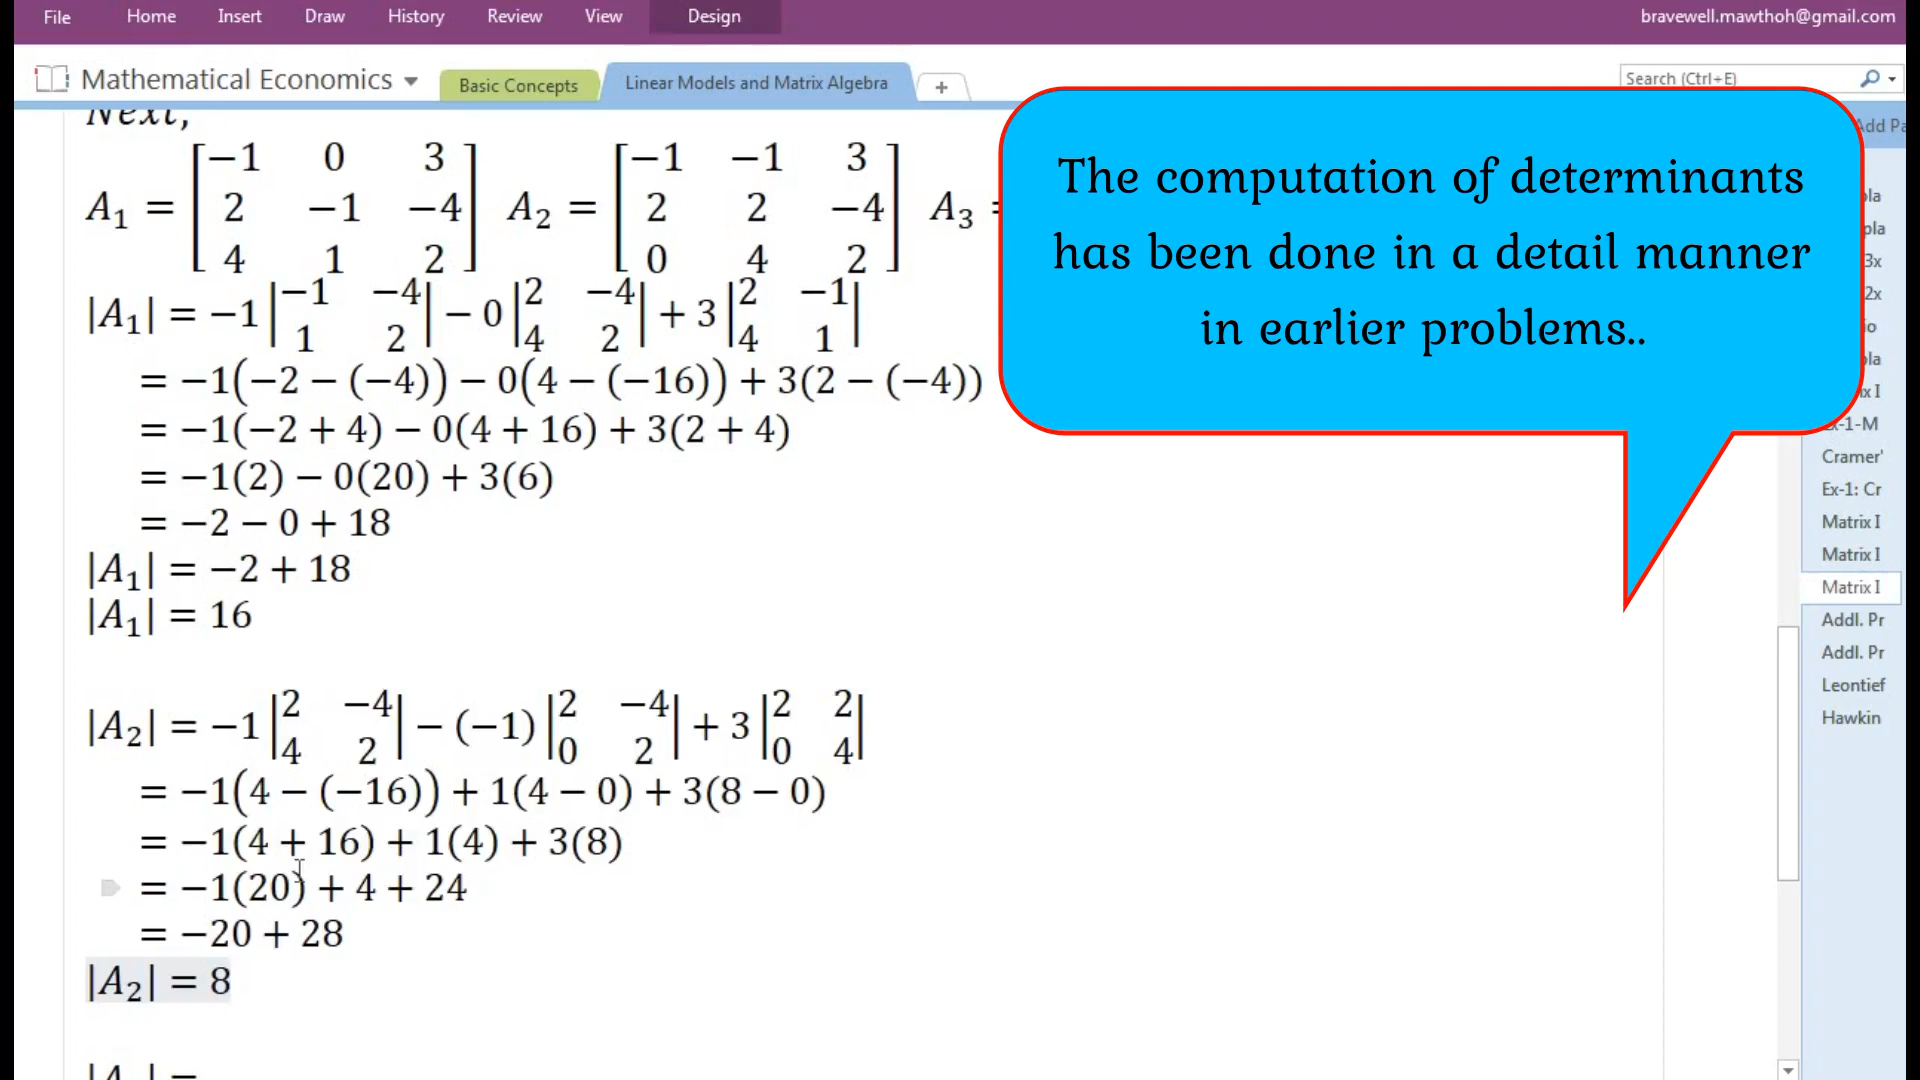 File Home Insert Draw History Review View Design bravewell.mawthoh@gmail.com
Mathematical Economics Basic Concepts Linear Models and Matrix Algebra + Search (Ctrl+E)
Next,
A₁ = [−1 0 3; 2 −1 −4; 4 1 2] A₂ = [−1 −1 3; 2 2 −4; 0 4 2] A₃ =
|A₁| = −1 |−1 −4; 1 2| − 0 |2 −4; 4 2| + 3 |2 −1; 4 1|
= −1(−2 − (−4)) − 0(4 − (−16)) + 3(2 − (−4))
= −1(−2 + 4) − 0(4 + 16) + 3(2 + 4)
= −1(2) − 0(20) + 3(6)
= −2 − 0 + 18
|A₁| = −2 + 18
|A₁| = 16
|A₂| = −1 |2 −4; 4 2| − (−1) |2 −4; 0 2| + 3 |2 2; 0 4|
= −1(4 − (−16)) + 1(4 − 0) + 3(8 − 0)
= −1(4 + 16) + 1(4) + 3(8)
= −1(20) + 4 + 24
= −20 + 28
|A₂| = 8
The computation of determinants
has been done in a detail manner
in earlier problems..
Cramer'
Ex-1: Cr
Matrix I
Matrix I
Matrix I
Addl. Pr
Addl. Pr
Leontief
Hawkin